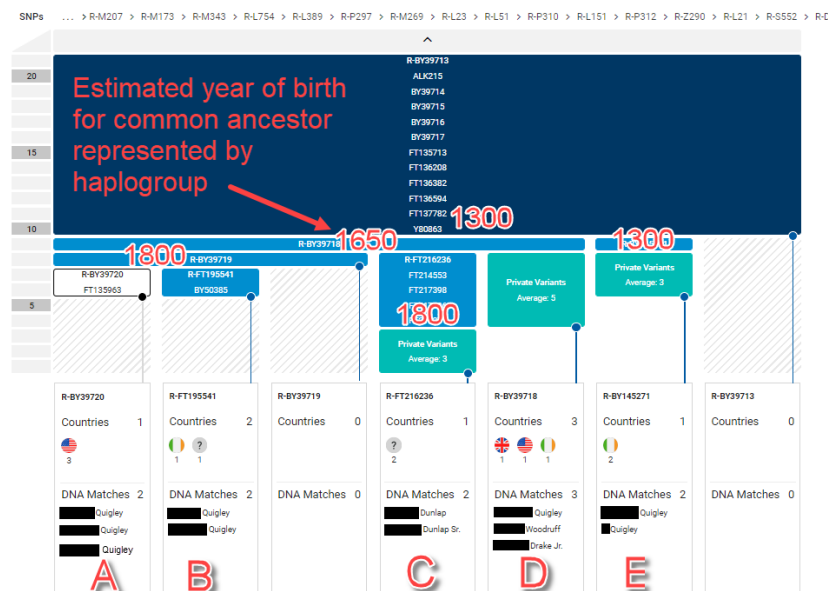 SNPs ... > R-M207 > R-M173 > R-M343 > R-L754 > R-L389 > R-P297 > R-M269 > R-L23 > R-L51 > R-P310 > R-L151 > R-P312 > R-Z290 > R-L21 > R-S552 > R-D
R-BY39713
20
ALK215
BY39714
BY39715
BY39716
BY39717
15
FT135713
FT136208
FT136382
FT136594
FT137782
10
Y80863
Estimated year of birth
for common ancestor
represented by
haplogroup
1300
1650
1300
R-BY39718
1800
R-BY39719
R-BY39720
FT135963
R-FT195541
BY50385
R-FT216236
FT214553
FT217398
1800
Private Variants
Average: 3
Private Variants
Average: 5
Private Variants
Average: 3
5
R-BY39720
Countries 1
3
DNA Matches 2
Quigley
Quigley
Quigley
A
R-FT195541
Countries 2
?
1 1
DNA Matches 2
Quigley
Quigley
B
R-BY39719
Countries 0
DNA Matches 0
R-FT216236
Countries 1
?
2
DNA Matches 2
Dunlap
Dunlap Sr.
C
R-BY39718
Countries 3
1 1 1
DNA Matches 3
Quigley
Woodruff
Drake Jr.
D
R-BY145271
Countries 1
2
DNA Matches 2
Quigley
Quigley
E
R-BY39713
Countries 0
DNA Matches 0